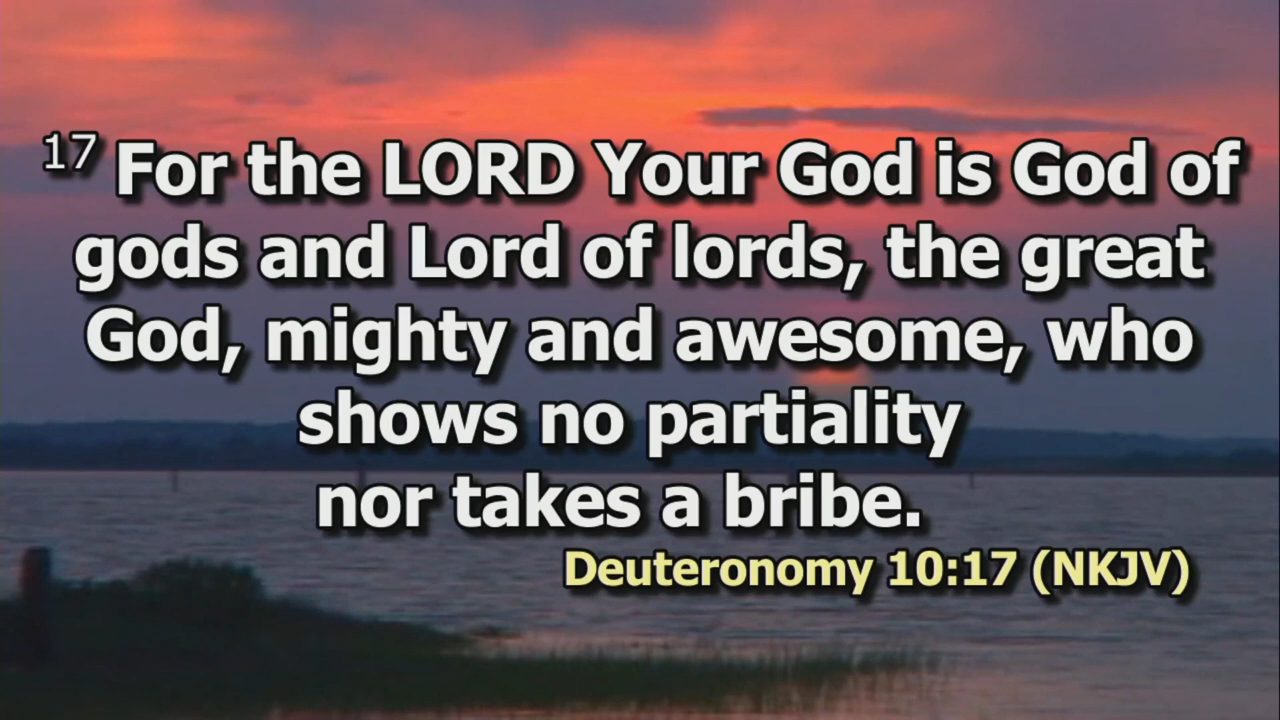 17 For the LORD Your God is God of
gods and Lord of lords, the great
God, mighty and awesome, who
shows no partiality
nor takes a bribe.
Deuteronomy 10:17 (NKJV)